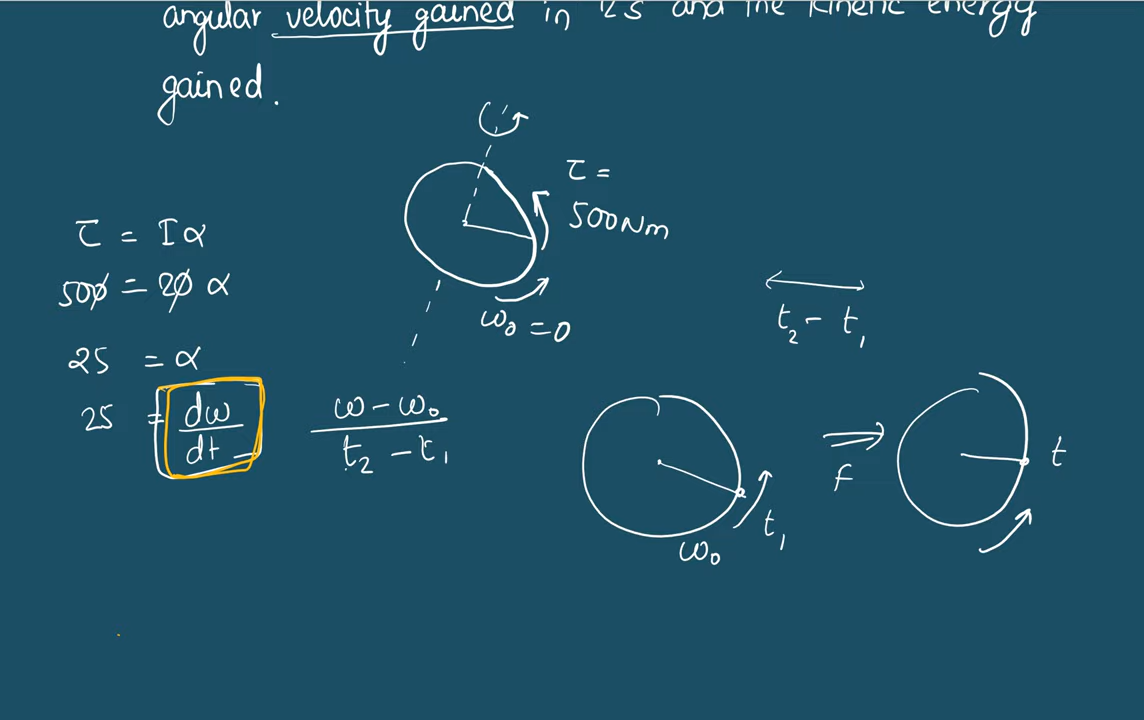 angular velocity gained in 2s and the kinetic energy
gained.
τ =
500Nm
τ = Iα
500 = 20 α
ω₀ = 0
t₂ - t₁
25 = α
25 = dω/dt
ω - ω₀ / t₂ - t₁
t
F
t₁
ω₀